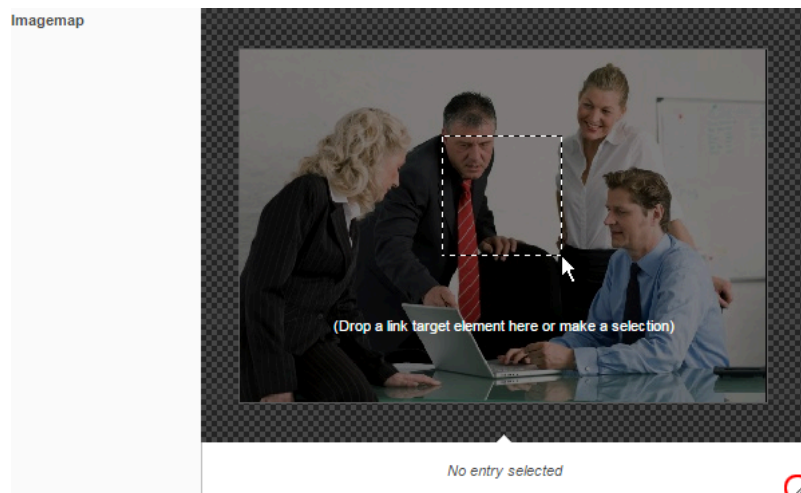 Imagemap
(Drop a link target element here or make a selection)
No entry selected